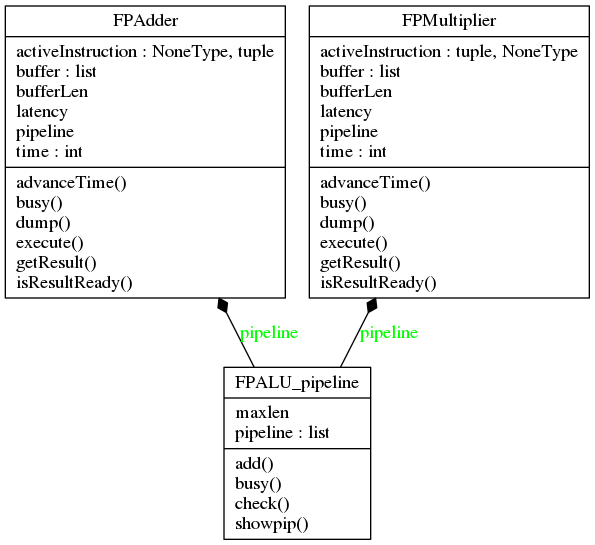 FPAdder
activeInstruction : NoneType, tuple
buffer : list
bufferLen
latency
pipeline
time : int
advanceTime()
busy()
dump()
execute()
getResult()
isResultReady()
FPMultiplier
activeInstruction : tuple, NoneType
buffer : list
bufferLen
latency
pipeline
time : int
advanceTime()
busy()
dump()
execute()
getResult()
isResultReady()
pipeline
pipeline
FPALU_pipeline
maxlen
pipeline : list
add()
busy()
check()
showpip()